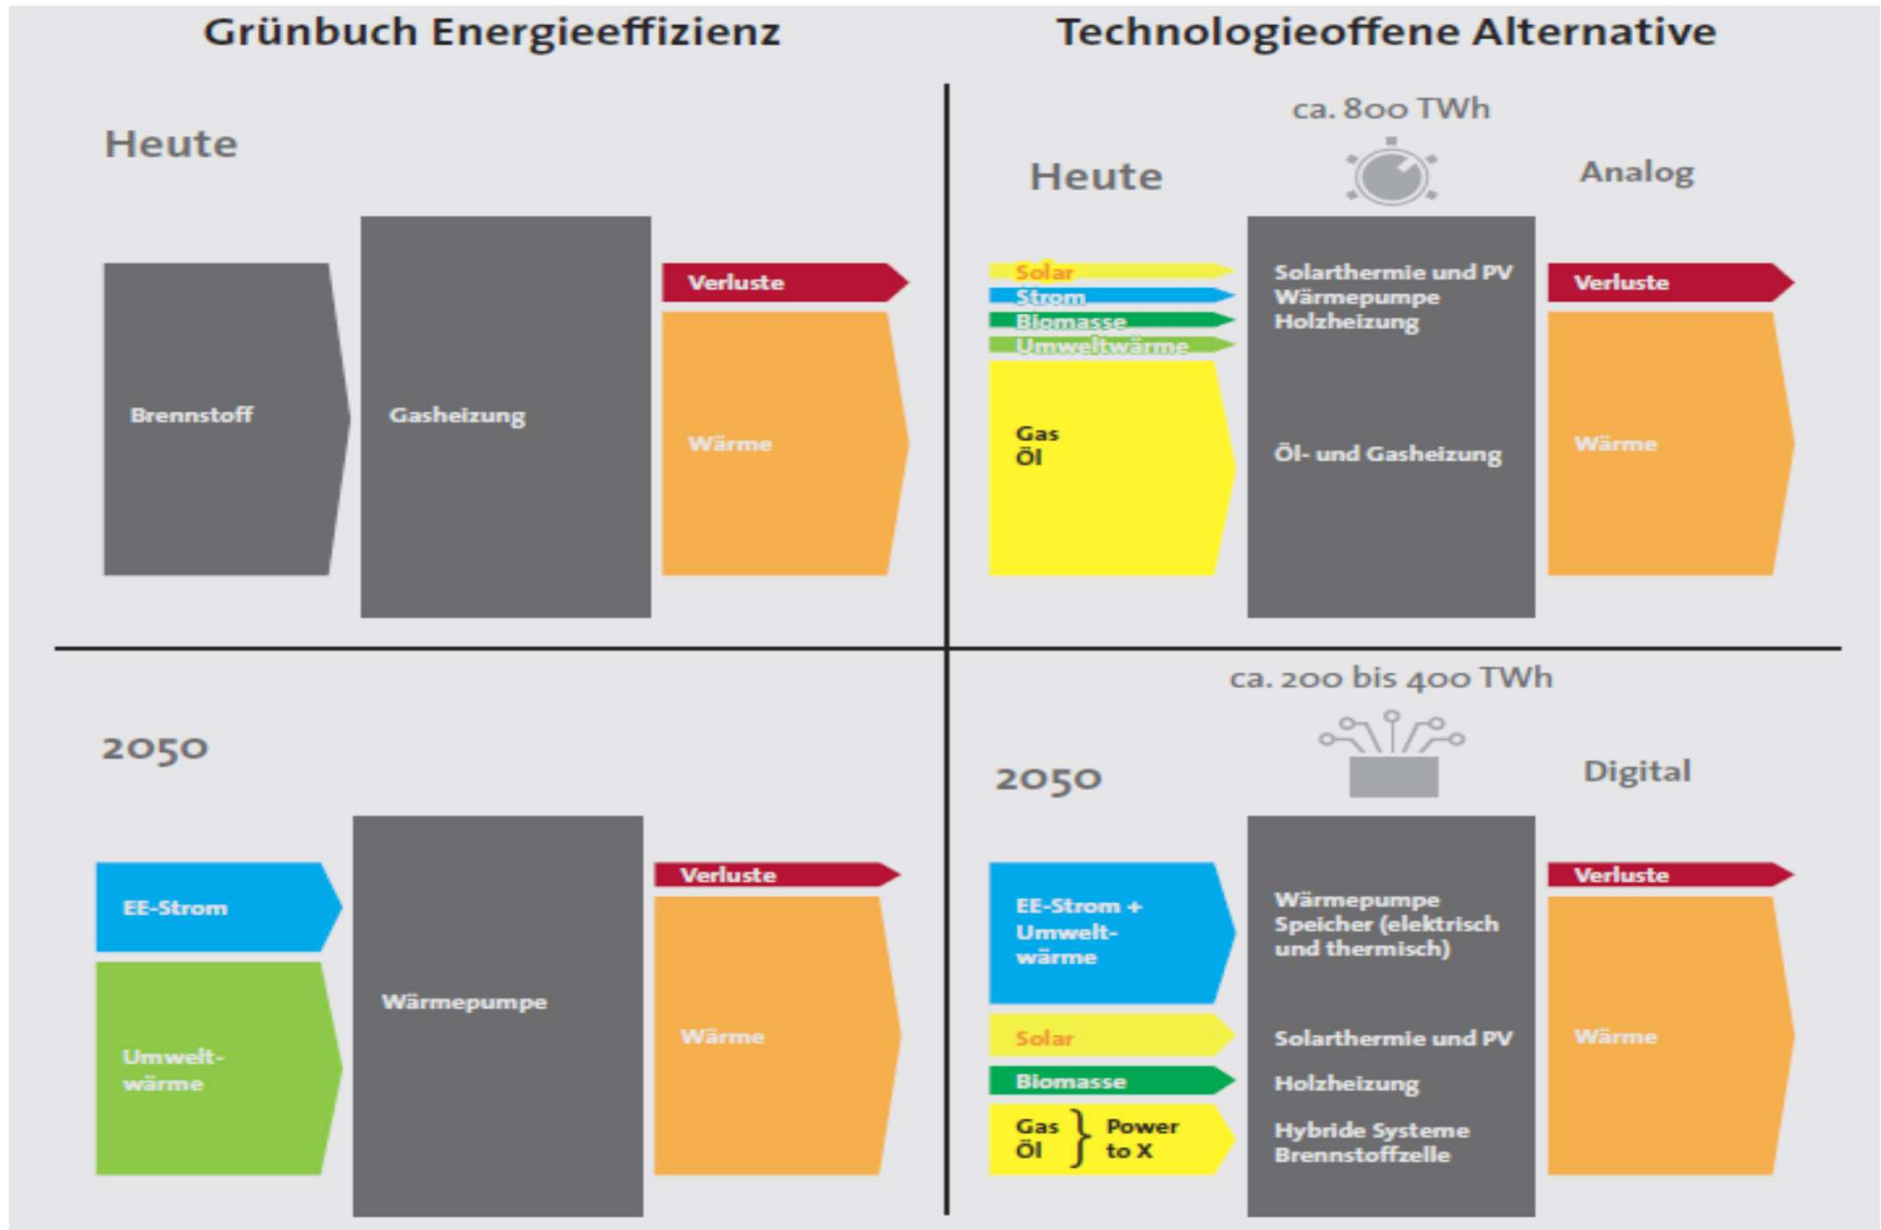 Grünbuch Energieeffizienz
Technologieoffene Alternative
Heute
Brennstoff
Gasheizung
Verluste
Wärme
ca. 800 TWh
Heute
Analog
Solar
Strom
Biomasse
Umweltwärme
Gas
Öl
Solarthermie und PV
Wärmepumpe
Holzheizung
Öl- und Gasheizung
Verluste
Wärme
2050
EE-Strom
Umwelt-
wärme
Wärmepumpe
Verluste
Wärme
ca. 200 bis 400 TWh
2050
Digital
EE-Strom +
Umwelt-
wärme
Solar
Biomasse
Gas
Öl
Power
to X
Wärmepumpe
Speicher (elektrisch
und thermisch)
Solarthermie und PV
Holzheizung
Hybride Systeme
Brennstoffzelle
Verluste
Wärme